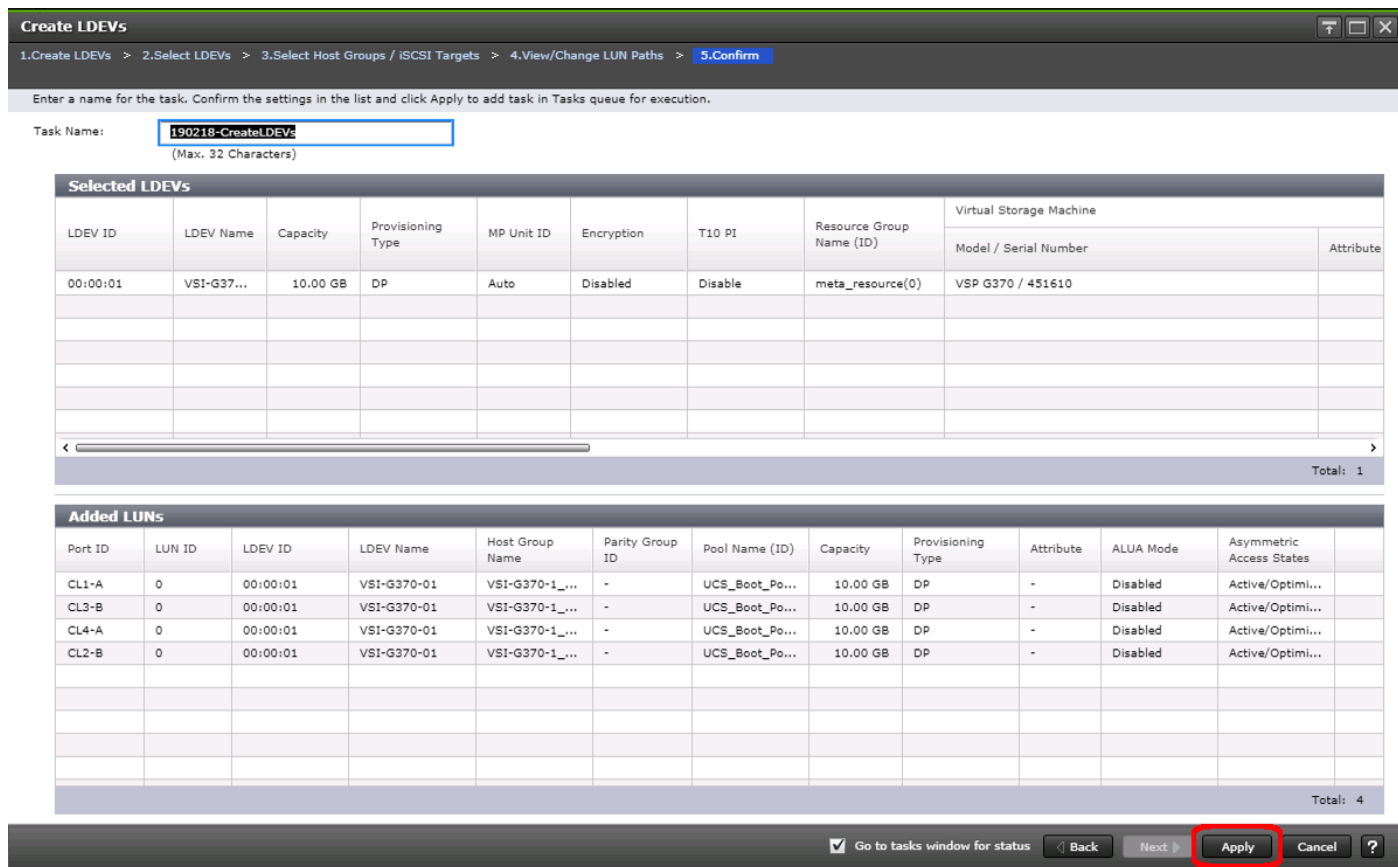 Create LDEVs
1.Create LDEVs > 2.Select LDEVs > 3.Select Host Groups / iSCSI Targets > 4.View/Change LUN Paths > 5.Confirm
Enter a name for the task. Confirm the settings in the list and click Apply to add task in Tasks queue for execution.
Task Name: 190218-CreateLDEVs
(Max. 32 Characters)
Selected LDEVs
LDEV ID LDEV Name Capacity Provisioning Type MP Unit ID Encryption T10 PI Resource Group Name (ID) Virtual Storage Machine
Model / Serial Number Attribute
00:00:01 VSI-G37... 10.00 GB DP Auto Disabled Disable meta_resource(0) VSP G370 / 451610
Total: 1
Added LUNs
Port ID LUN ID LDEV ID LDEV Name Host Group Name Parity Group ID Pool Name (ID) Capacity Provisioning Type Attribute ALUA Mode Asymmetric Access States
CL1-A 0 00:00:01 VSI-G370-01 VSI-G370-1_... - UCS_Boot_Po... 10.00 GB DP - Disabled Active/Optimi...
CL3-B 0 00:00:01 VSI-G370-01 VSI-G370-1_... - UCS_Boot_Po... 10.00 GB DP - Disabled Active/Optimi...
CL4-A 0 00:00:01 VSI-G370-01 VSI-G370-1_... - UCS_Boot_Po... 10.00 GB DP - Disabled Active/Optimi...
CL2-B 0 00:00:01 VSI-G370-01 VSI-G370-1_... - UCS_Boot_Po... 10.00 GB DP - Disabled Active/Optimi...
Total: 4
Go to tasks window for status Back Next Apply Cancel ?